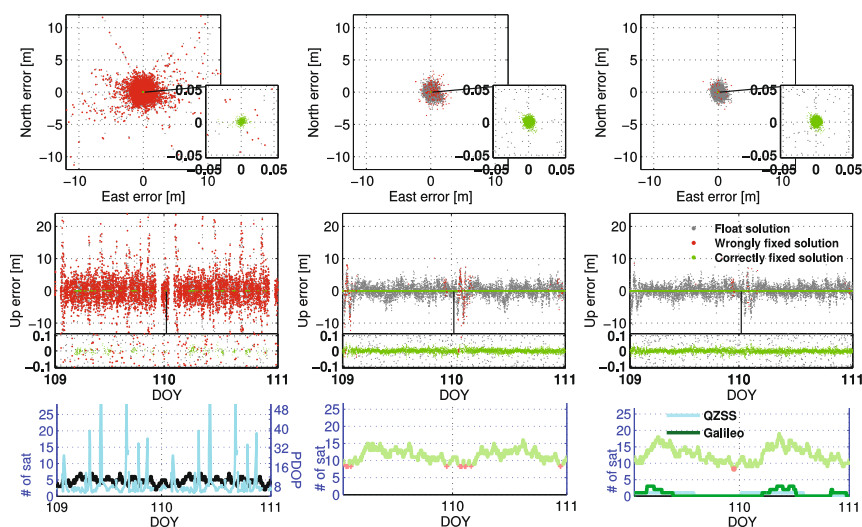 10
5
0
−5
−10
North error [m]
−10 0 10
East error [m]
0.05
0
−0.05
−0.05 0 0.05
10
5
0
−5
−10
North error [m]
−10 0 10
East error [m]
0.05
0
−0.05
−0.05 0 0.05
10
5
0
−5
−10
North error [m]
−10 0 10
East error [m]
0.05
0
−0.05
−0.05 0 0.05
20
10
0
−10
Up error [m]
0.1
0
−0.1
109 110 111
DOY
20
10
0
−10
Up error [m]
0.1
0
−0.1
109 110 111
DOY
20
10
0
−10
Up error [m]
Float solution
Wrongly fixed solution
Correctly fixed solution
0.1
0
−0.1
109 110 111
DOY
25
20
15
10
5
0
# of sat
48
40
32
24
16
8
PDOP
110 111
DOY
25
20
15
10
5
0
# of sat
110 111
DOY
25
20
15
10
5
0
# of sat
QZSS
Galileo
110 111
DOY